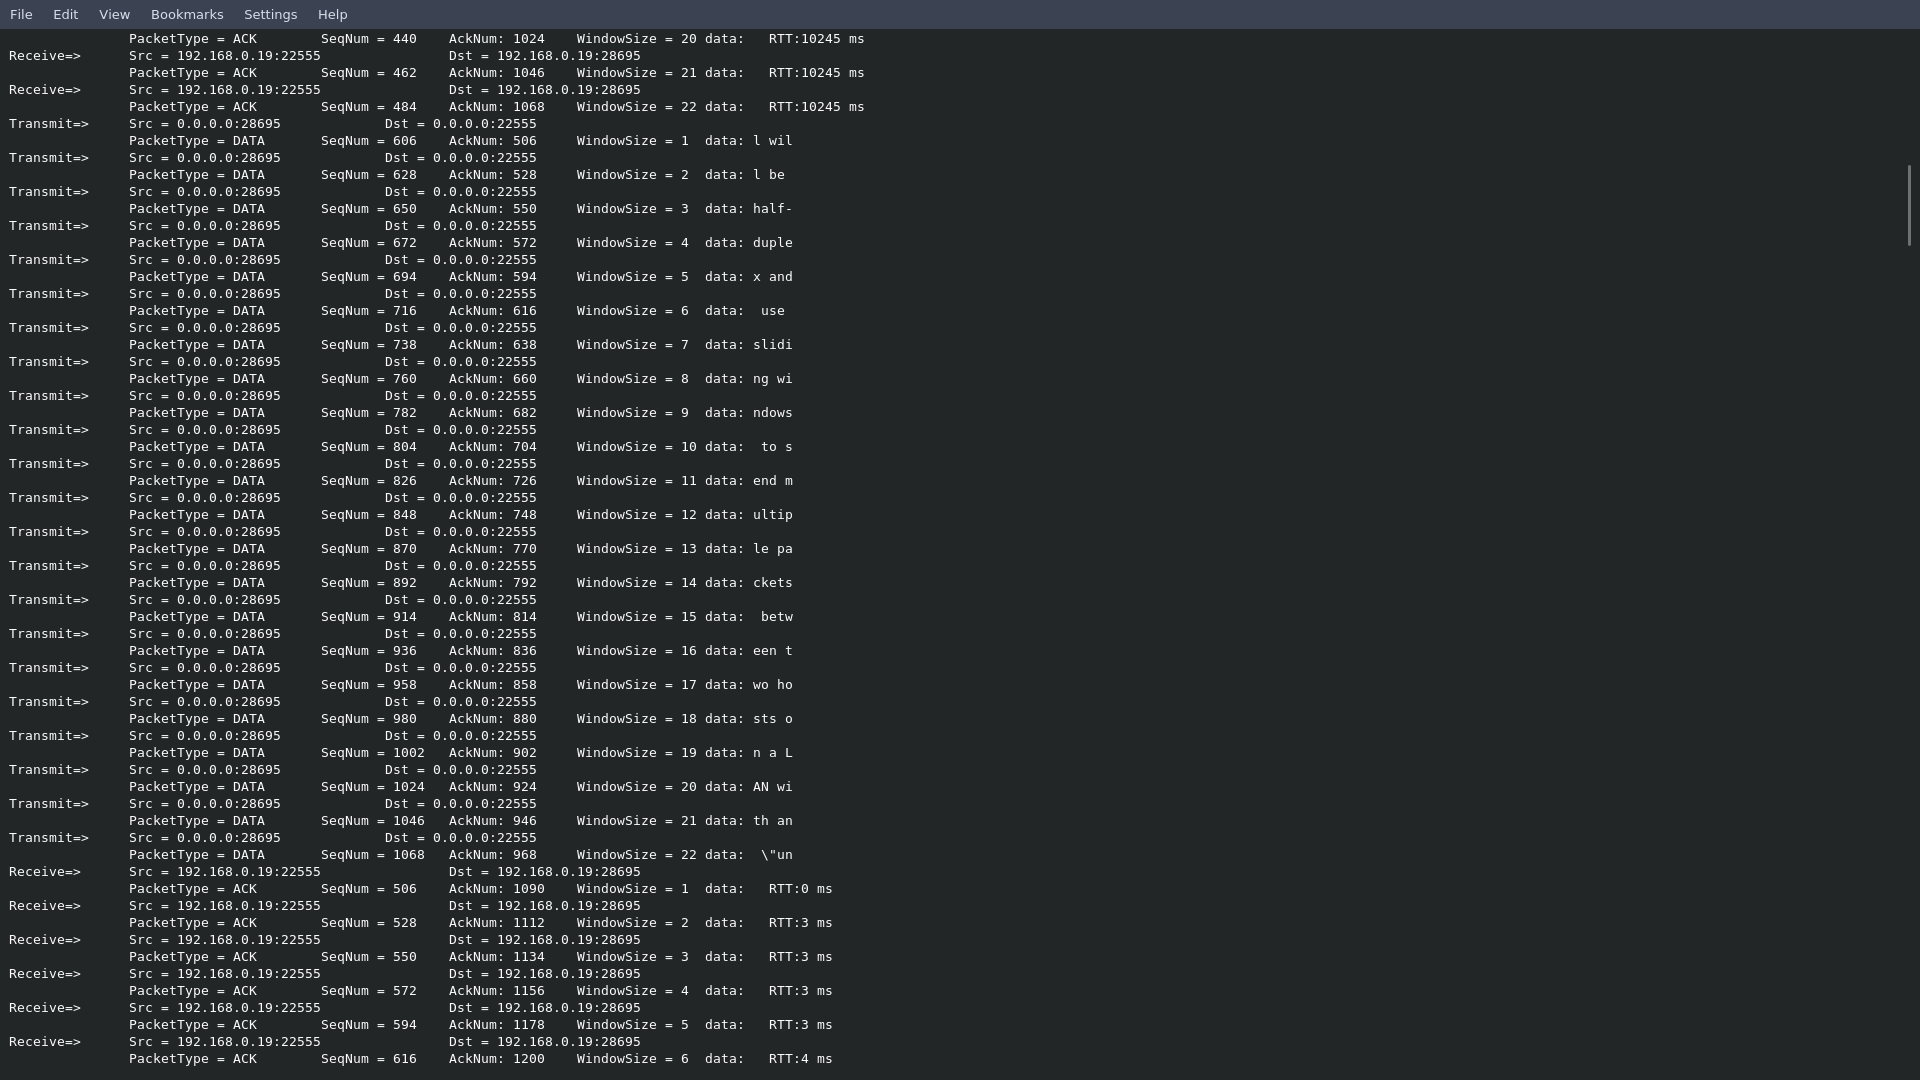 File Edit View Bookmarks Settings Help
PacketType = ACK SeqNum = 440 AckNum: 1024 WindowSize = 20 data: RTT:10245 ms
Receive=> Src = 192.168.0.19:22555 Dst = 192.168.0.19:28695
PacketType = ACK SeqNum = 462 AckNum: 1046 WindowSize = 21 data: RTT:10245 ms
Receive=> Src = 192.168.0.19:22555 Dst = 192.168.0.19:28695
PacketType = ACK SeqNum = 484 AckNum: 1068 WindowSize = 22 data: RTT:10245 ms
Transmit=> Src = 0.0.0.0:28695 Dst = 0.0.0.0:22555
PacketType = DATA SeqNum = 606 AckNum: 506 WindowSize = 1 data: l wil
Transmit=> Src = 0.0.0.0:28695 Dst = 0.0.0.0:22555
PacketType = DATA SeqNum = 628 AckNum: 528 WindowSize = 2 data: l be
Transmit=> Src = 0.0.0.0:28695 Dst = 0.0.0.0:22555
PacketType = DATA SeqNum = 650 AckNum: 550 WindowSize = 3 data: half-
Transmit=> Src = 0.0.0.0:28695 Dst = 0.0.0.0:22555
PacketType = DATA SeqNum = 672 AckNum: 572 WindowSize = 4 data: duple
Transmit=> Src = 0.0.0.0:28695 Dst = 0.0.0.0:22555
PacketType = DATA SeqNum = 694 AckNum: 594 WindowSize = 5 data: x and
Transmit=> Src = 0.0.0.0:28695 Dst = 0.0.0.0:22555
PacketType = DATA SeqNum = 716 AckNum: 616 WindowSize = 6 data:  use
Transmit=> Src = 0.0.0.0:28695 Dst = 0.0.0.0:22555
PacketType = DATA SeqNum = 738 AckNum: 638 WindowSize = 7 data: slidi
Transmit=> Src = 0.0.0.0:28695 Dst = 0.0.0.0:22555
PacketType = DATA SeqNum = 760 AckNum: 660 WindowSize = 8 data: ng wi
Transmit=> Src = 0.0.0.0:28695 Dst = 0.0.0.0:22555
PacketType = DATA SeqNum = 782 AckNum: 682 WindowSize = 9 data: ndows
Transmit=> Src = 0.0.0.0:28695 Dst = 0.0.0.0:22555
PacketType = DATA SeqNum = 804 AckNum: 704 WindowSize = 10 data:  to s
Transmit=> Src = 0.0.0.0:28695 Dst = 0.0.0.0:22555
PacketType = DATA SeqNum = 826 AckNum: 726 WindowSize = 11 data: end m
Transmit=> Src = 0.0.0.0:28695 Dst = 0.0.0.0:22555
PacketType = DATA SeqNum = 848 AckNum: 748 WindowSize = 12 data: ultip
Transmit=> Src = 0.0.0.0:28695 Dst = 0.0.0.0:22555
PacketType = DATA SeqNum = 870 AckNum: 770 WindowSize = 13 data: le pa
Transmit=> Src = 0.0.0.0:28695 Dst = 0.0.0.0:22555
PacketType = DATA SeqNum = 892 AckNum: 792 WindowSize = 14 data: ckets
Transmit=> Src = 0.0.0.0:28695 Dst = 0.0.0.0:22555
PacketType = DATA SeqNum = 914 AckNum: 814 WindowSize = 15 data:  betw
Transmit=> Src = 0.0.0.0:28695 Dst = 0.0.0.0:22555
PacketType = DATA SeqNum = 936 AckNum: 836 WindowSize = 16 data: een t
Transmit=> Src = 0.0.0.0:28695 Dst = 0.0.0.0:22555
PacketType = DATA SeqNum = 958 AckNum: 858 WindowSize = 17 data: wo ho
Transmit=> Src = 0.0.0.0:28695 Dst = 0.0.0.0:22555
PacketType = DATA SeqNum = 980 AckNum: 880 WindowSize = 18 data: sts o
Transmit=> Src = 0.0.0.0:28695 Dst = 0.0.0.0:22555
PacketType = DATA SeqNum = 1002 AckNum: 902 WindowSize = 19 data: n a L
Transmit=> Src = 0.0.0.0:28695 Dst = 0.0.0.0:22555
PacketType = DATA SeqNum = 1024 AckNum: 924 WindowSize = 20 data: AN wi
Transmit=> Src = 0.0.0.0:28695 Dst = 0.0.0.0:22555
PacketType = DATA SeqNum = 1046 AckNum: 946 WindowSize = 21 data: th an
Transmit=> Src = 0.0.0.0:28695 Dst = 0.0.0.0:22555
PacketType = DATA SeqNum = 1068 AckNum: 968 WindowSize = 22 data:  \"un
Receive=> Src = 192.168.0.19:22555 Dst = 192.168.0.19:28695
PacketType = ACK SeqNum = 506 AckNum: 1090 WindowSize = 1 data: RTT:0 ms
Receive=> Src = 192.168.0.19:22555 Dst = 192.168.0.19:28695
PacketType = ACK SeqNum = 528 AckNum: 1112 WindowSize = 2 data: RTT:3 ms
Receive=> Src = 192.168.0.19:22555 Dst = 192.168.0.19:28695
PacketType = ACK SeqNum = 550 AckNum: 1134 WindowSize = 3 data: RTT:3 ms
Receive=> Src = 192.168.0.19:22555 Dst = 192.168.0.19:28695
PacketType = ACK SeqNum = 572 AckNum: 1156 WindowSize = 4 data: RTT:3 ms
Receive=> Src = 192.168.0.19:22555 Dst = 192.168.0.19:28695
PacketType = ACK SeqNum = 594 AckNum: 1178 WindowSize = 5 data: RTT:3 ms
Receive=> Src = 192.168.0.19:22555 Dst = 192.168.0.19:28695
PacketType = ACK SeqNum = 616 AckNum: 1200 WindowSize = 6 data: RTT:4 ms